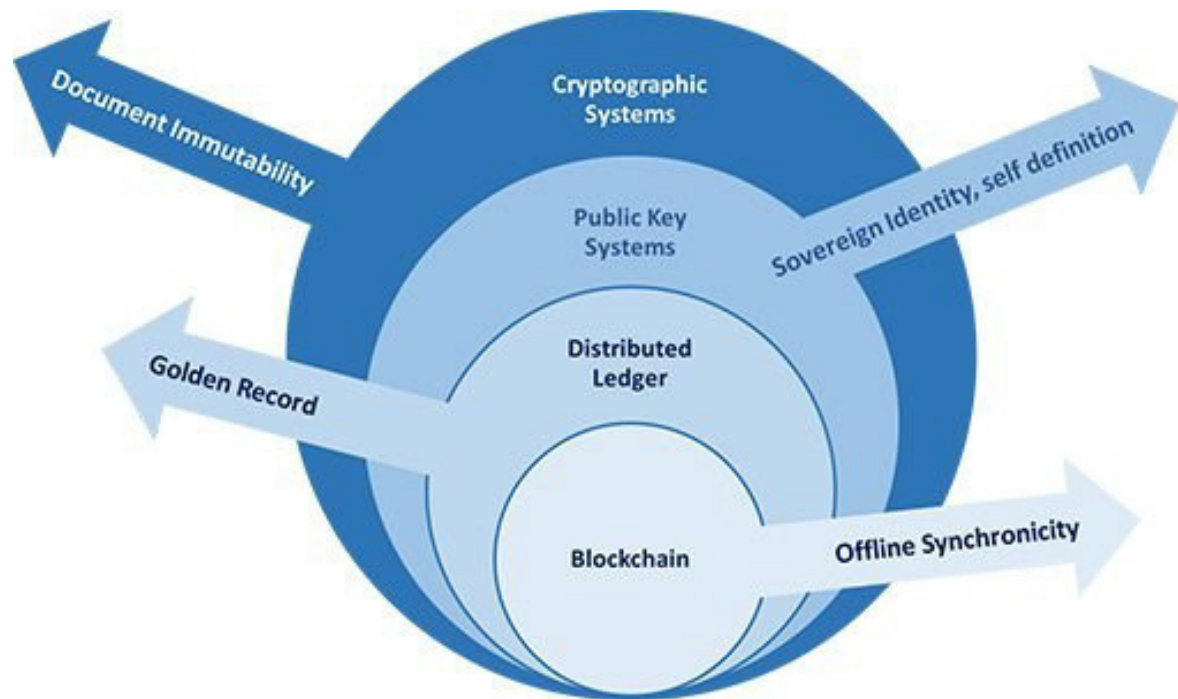 Cryptographic
Systems
Document Immutability
Sovereign Identity, self definition
Public Key
Systems
Distributed
Ledger
Golden Record
Blockchain
Offline Synchronicity